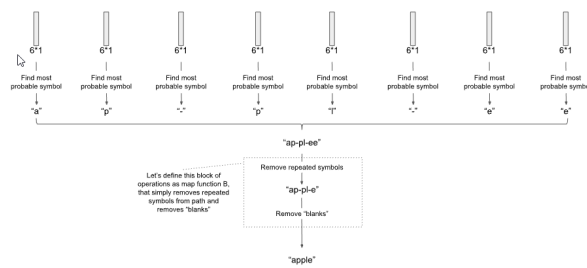 6*1 6*1 6*1 6*1 6*1 6*1 6*1 6*1
Find most Find most Find most Find most Find most Find most Find most Find most
probable symbol probable symbol probable symbol probable symbol probable symbol probable symbol probable symbol probable symbo
"a" "p" "-" "p" "l" "-" "e" "e"
"ap-pl-ee"
Remove repeated symbols
Let's define this block of
operations as map function B,
that simply removes repeated
symbols from path and
removes "blanks"
"ap-pl-e"
Remove "blanks"
"apple"